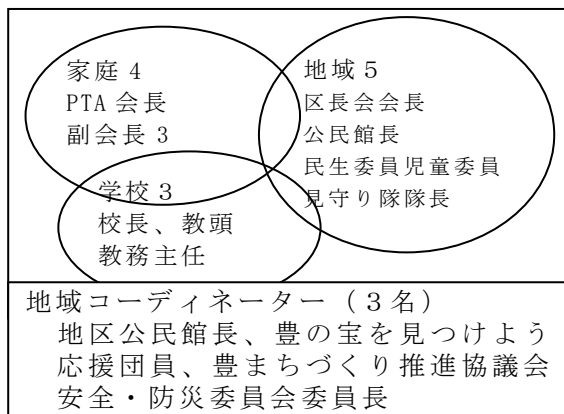 家庭４
PTA会長
副会長３
地域５
区長会会長
公民館長
民生委員児童委員
見守り隊隊長
学校３
校長、教頭
教務主任
地域コーディネーター（３名）
地区公民館長、豊の宝を見つけよう
応援団員、豊まちづくり推進協議会
安全・防災委員会委員長